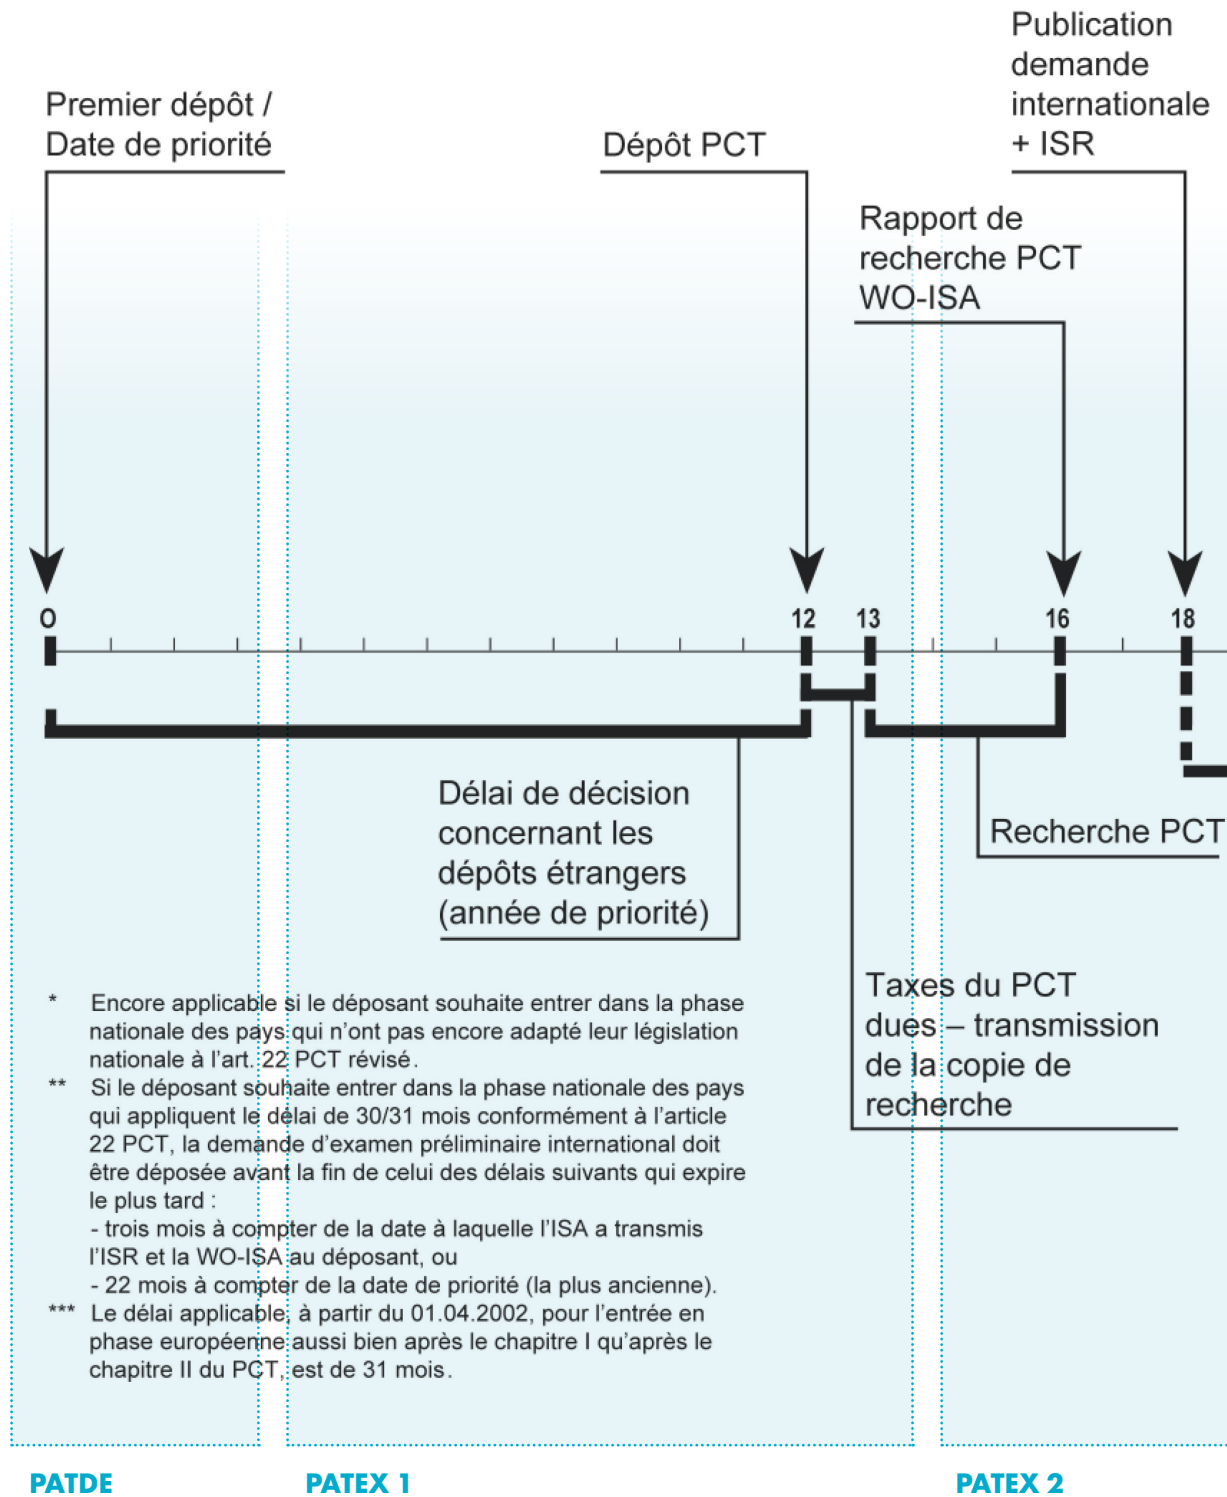 Publication
demande
internationale
+ ISR
Premier dépôt /
Date de priorité
Dépôt PCT
Rapport de
recherche PCT
WO-ISA
0
12
13
16
18
Délai de décision
concernant les
dépôts étrangers
(année de priorité)
Recherche PCT
Taxes du PCT
dues – transmission
de la copie de
recherche
* Encore applicable si le déposant souhaite entrer dans la phase
nationale des pays qui n’ont pas encore adapté leur législation
nationale à l’art. 22 PCT révisé.
** Si le déposant souhaite entrer dans la phase nationale des pays
qui appliquent le délai de 30/31 mois conformément à l’article
22 PCT, la demande d’examen préliminaire international doit
être déposée avant la fin de celui des délais suivants qui expire
le plus tard :
- trois mois à compter de la date à laquelle l’ISA a transmis
l’ISR et la WO-ISA au déposant, ou
- 22 mois à compter de la date de priorité (la plus ancienne).
*** Le délai applicable, à partir du 01.04.2002, pour l’entrée en
phase européenne aussi bien après le chapitre I qu’après le
chapitre II du PCT, est de 31 mois.
PATDE
PATEX 1
PATEX 2